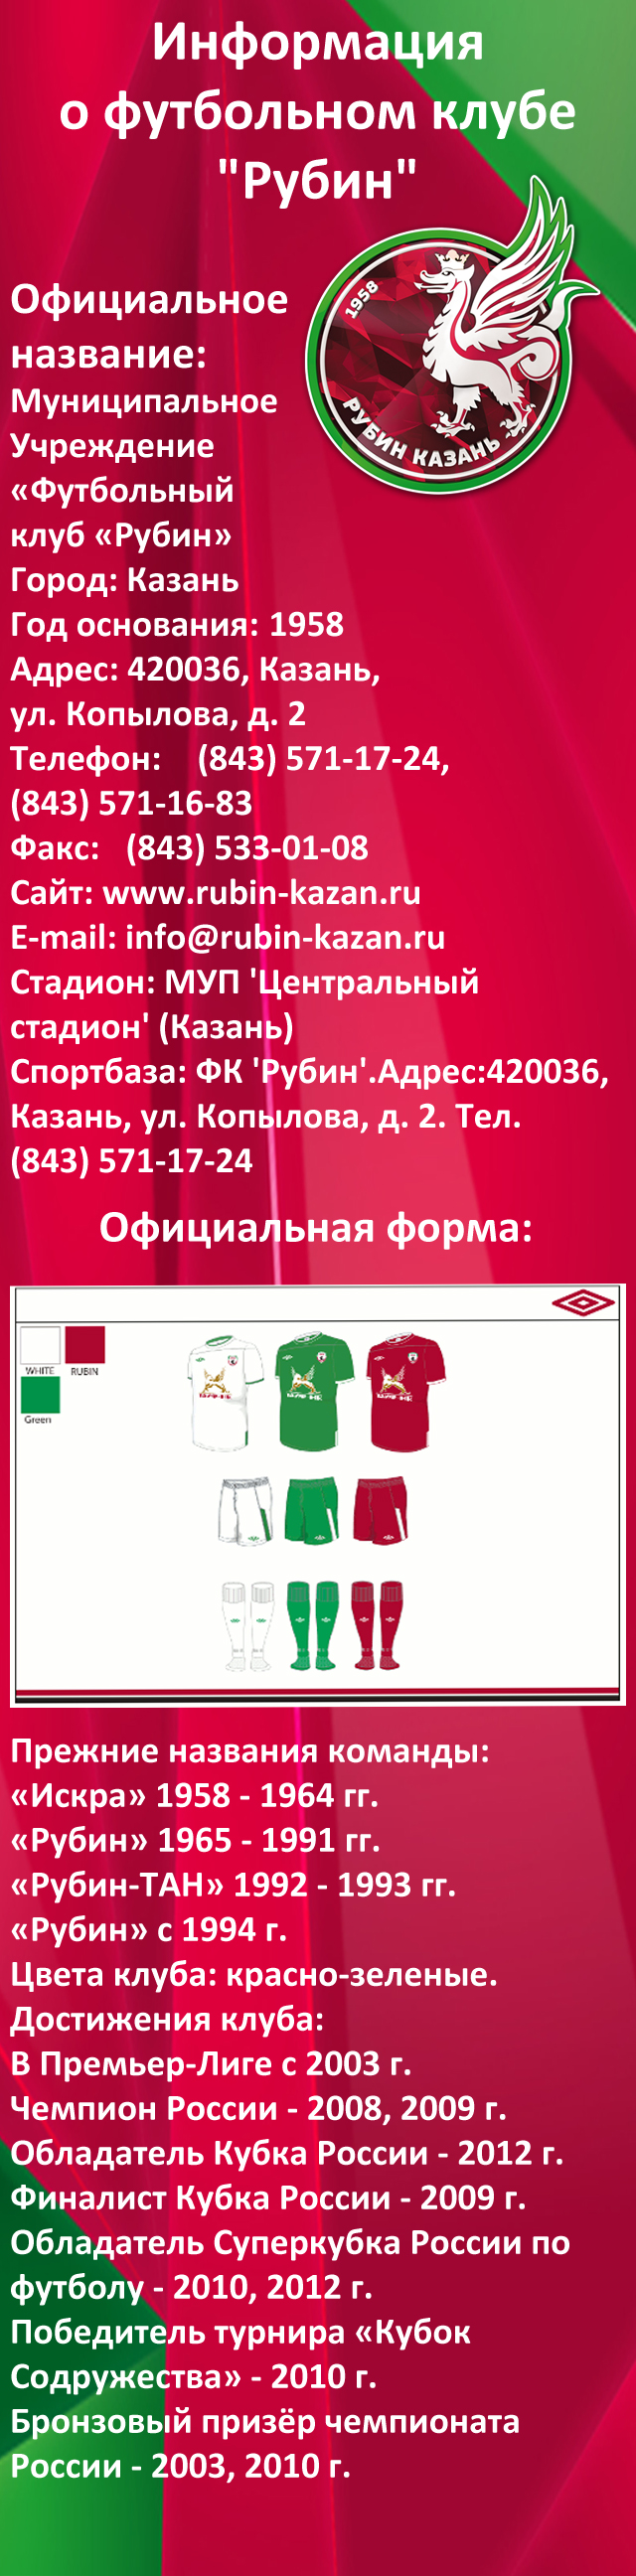 Информация
о футбольном клубе
"Рубин"
1958
РУБИН КАЗАНЬ
Официальное
название:
Муниципальное
Учреждение
«Футбольный
клуб «Рубин»
Город: Казань
Год основания: 1958
Адрес: 420036, Казань,
ул. Копылова, д. 2
Телефон: (843) 571-17-24,
(843) 571-16-83
Факс: (843) 533-01-08
Сайт: www.rubin-kazan.ru
E-mail: info@rubin-kazan.ru
Стадион: МУП 'Центральный
стадион' (Казань)
Спортбаза: ФК 'Рубин'.Адрес:420036,
Казань, ул. Копылова, д. 2. Тел.
(843) 571-17-24
Официальная форма:
WHITE
RUBIN
Green
Прежние названия команды:
«Искра» 1958 - 1964 гг.
«Рубин» 1965 - 1991 гг.
«Рубин-ТАН» 1992 - 1993 гг.
«Рубин» с 1994 г.
Цвета клуба: красно-зеленые.
Достижения клуба:
В Премьер-Лиге с 2003 г.
Чемпион России - 2008, 2009 г.
Обладатель Кубка России - 2012 г.
Финалист Кубка России - 2009 г.
Обладатель Суперкубка России по
футболу - 2010, 2012 г.
Победитель турнира «Кубок
Содружества» - 2010 г.
Бронзовый призёр чемпионата
России - 2003, 2010 г.